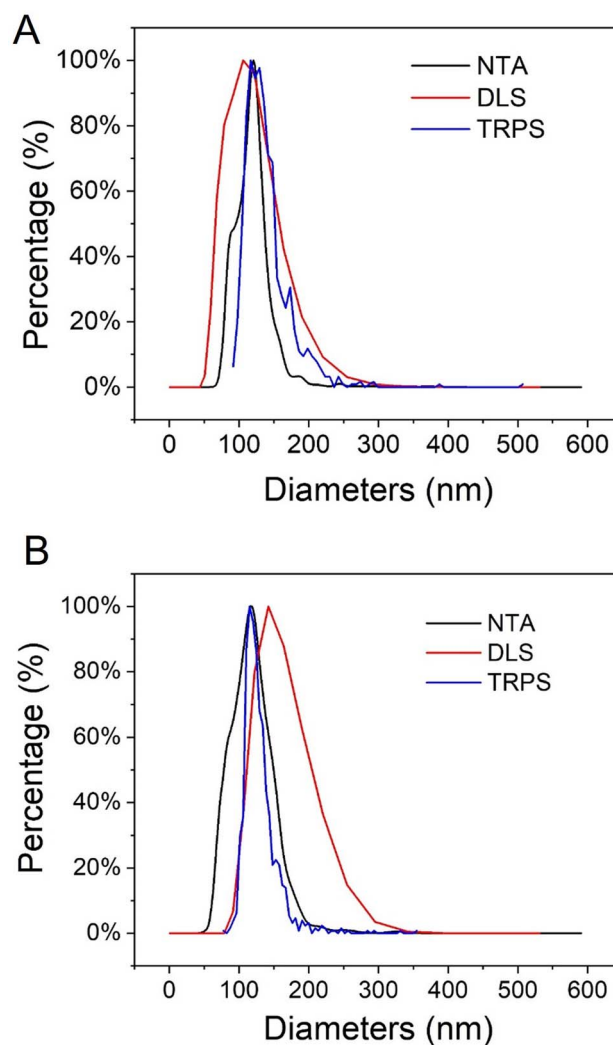 A
Percentage (%)
100%
80%
60%
40%
20%
0%
NTA
DLS
TRPS
0 100 200 300 400 500 600
Diameters (nm)
B
Percentage (%)
100%
80%
60%
40%
20%
0%
NTA
DLS
TRPS
0 100 200 300 400 500 600
Diameters (nm)